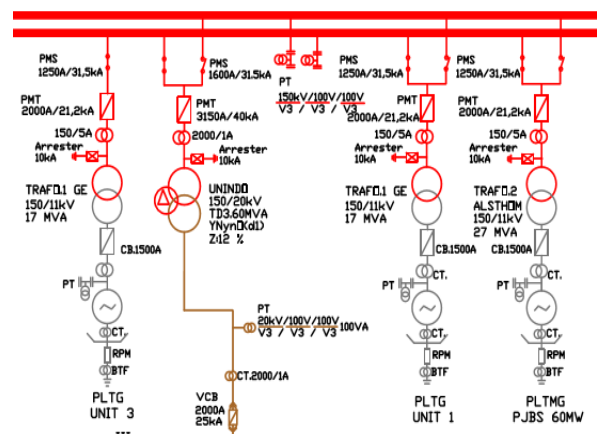 PMS
1250A/31,5kA
PMT
2000A/21,2kA
150/5A
Arrester
10kA
TRAFO.1 GE
150/11kV
17 MVA
CB.1500A
PT
CT.
RPM
BTF
PLTG
UNIT 3
PMS
1600A/31.5kA
PMT
3150A/40kA
2000/1A
Arrester
10kA
UNINDO
150/20kV
TD3.60MVA
YNyn0(d1)
Z:12 %
PT
20kV/100V/100V
V3 / V3 / V3
100VA
CT.2000/1A
VCB
2000A
25kA
PT
150kV/100V/100V
V3 / V3 / V3
PMS
1250A/31,5kA
PMT
2000A/21,2kA
150/5A
Arrester
10kA
TRAFO.1 GE
150/11kV
17 MVA
CB.1500A
CT.
PT
CT.
RPM
BTF
PLTG
UNIT 1
PMS
1250A/31,5kA
PMT
2000A/21,2kA
150/5A
Arrester
10kA
TRAFO.2
ALSTHOM
150/11kV
27 MVA
CB.1500A
CT.
PT
CT.
RPM
BTF
PLTMG
PJBS 60MW